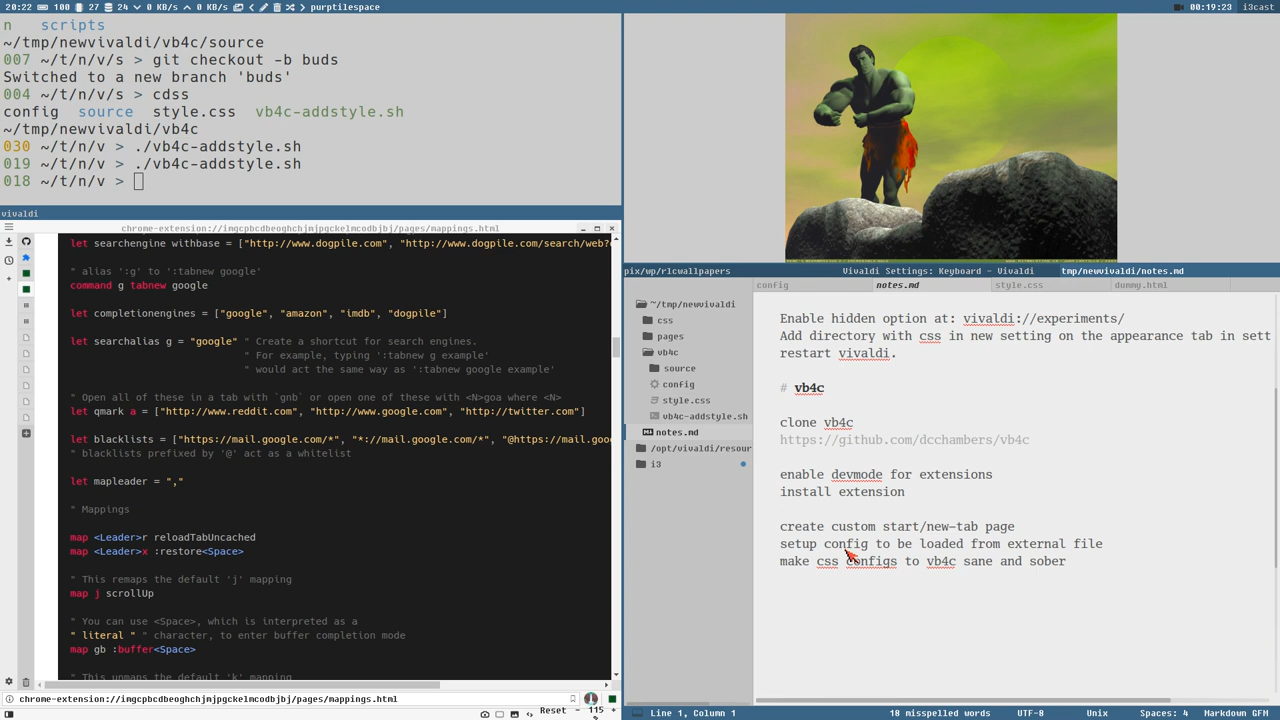 20:22 100 27 24 0 KB/s 0 KB/s purptilespace
00:19:23 i3cast
n scripts
~/tmp/newvivaldi/vb4c/source
007 ~/t/n/v/s > git checkout -b buds
Switched to a new branch 'buds'
004 ~/t/n/v/s > cdss
config source style.css vb4c-addstyle.sh
~/tmp/newvivaldi/vb4c
030 ~/t/n/v > ./vb4c-addstyle.sh
019 ~/t/n/v > ./vb4c-addstyle.sh
018 ~/t/n/v >
vivaldi
chrome-extension://imgcpbcdbeoghchjmjpgckelmcodbjbj/pages/mappings.html
let searchengine withbase = ["http://www.dogpile.com", "http://www.dogpile.com/search/web?
" alias ':g' to ':tabnew google'
command g tabnew google
let completionengines = ["google", "amazon", "imdb", "dogpile"]
let searchalias g = "google" " Create a shortcut for search engines.
" For example, typing ':tabnew g example'
" would act the same way as ':tabnew google example'
" Open all of these in a tab with `gnb` or open one of these with <N>goa where <N>
let qmark a = ["http://www.reddit.com", "http://www.google.com", "http://twitter.com"]
let blacklists = ["https://mail.google.com/*", "*://mail.google.com/*", "@https://mail.goo
" blacklists prefixed by '@' act as a whitelist
let mapleader = ","
" Mappings
map <Leader>r reloadTabUncached
map <Leader>x :restore<Space>
" This remaps the default 'j' mapping
map j scrollUp
" You can use <Space>, which is interpreted as a
" literal " " character, to enter buffer completion mode
map gb :buffer<Space>
" This unmaps the default 'k' mapping
chrome-extension://imgcpbcdbeoghchjmjpgckelmcodbjbj/pages/mappings.html
Reset - 115 % +
pix/wp/rlcwallpapers Vivaldi Settings: Keyboard - Vivaldi tmp/newvivaldi/notes.md
config notes.md style.css dummy.html
~/tmp/newvivaldi
css
pages
vb4c
source
config
style.css
vb4c-addstyle.sh
notes.md
/opt/vivaldi/resour
i3
Enable hidden option at: vivaldi://experiments/
Add directory with css in new setting on the appearance tab in sett
restart vivaldi.
# vb4c
clone vb4c
https://github.com/dcchambers/vb4c
enable devmode for extensions
install extension
create custom start/new-tab page
setup config to be loaded from external file
make css configs to vb4c sane and sober
Line 1, Column 1 18 misspelled words UTF-8 Unix Spaces: 4 Markdown GFM